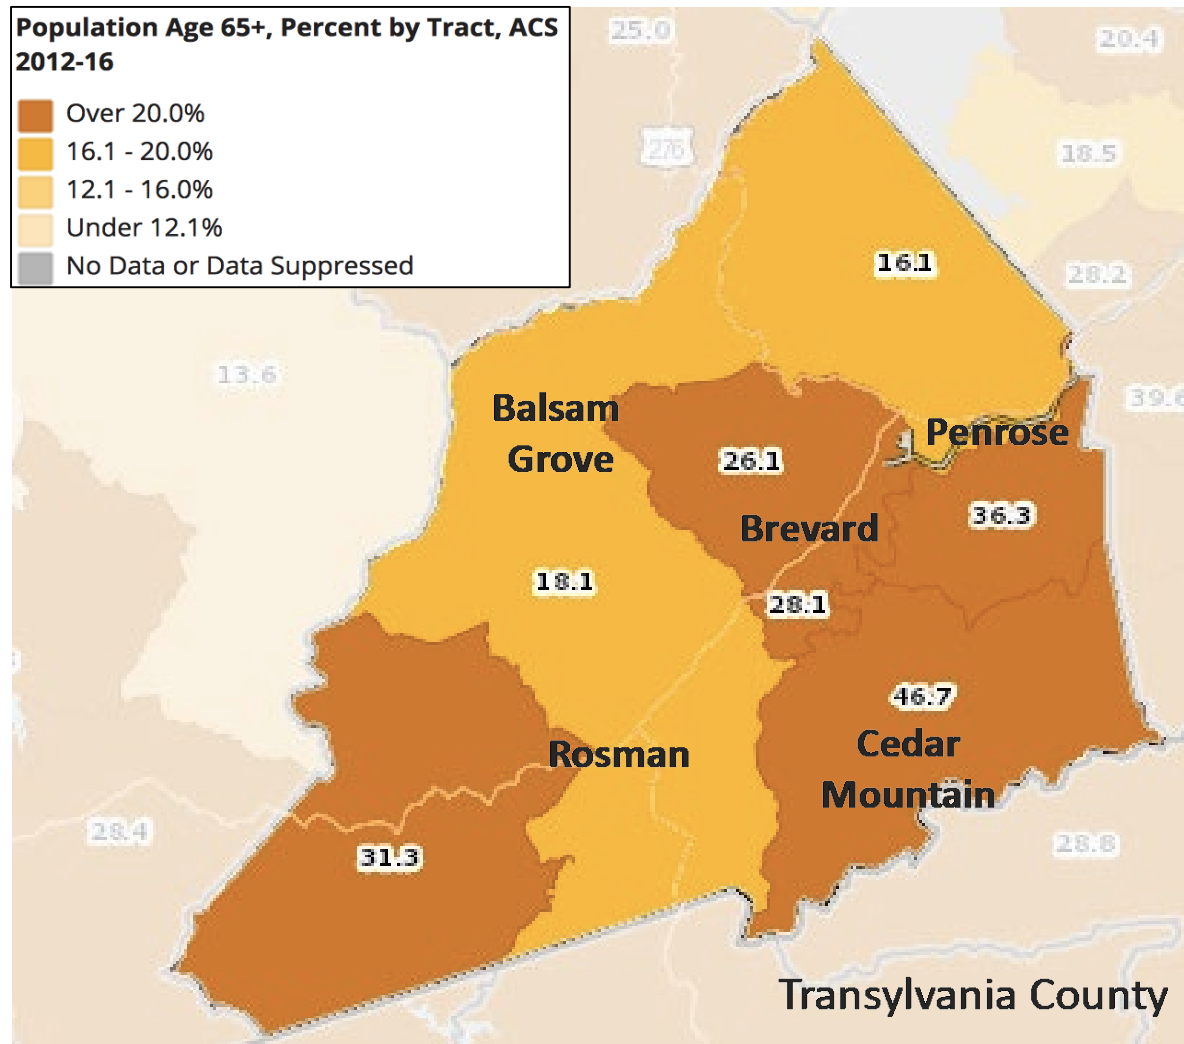 Population Age 65+, Percent by Tract, ACS
2012-16
Over 20.0%
16.1 - 20.0%
12.1 - 16.0%
Under 12.1%
No Data or Data Suppressed
25.0
20.4
276
18.5
16.1
28.2
13.6
39.6
Balsam
Grove
Penrose
26.1
36.3
Brevard
18.1
28.1
46.7
Cedar
Mountain
Rosman
28.4
31.3
28.8
Transylvania County